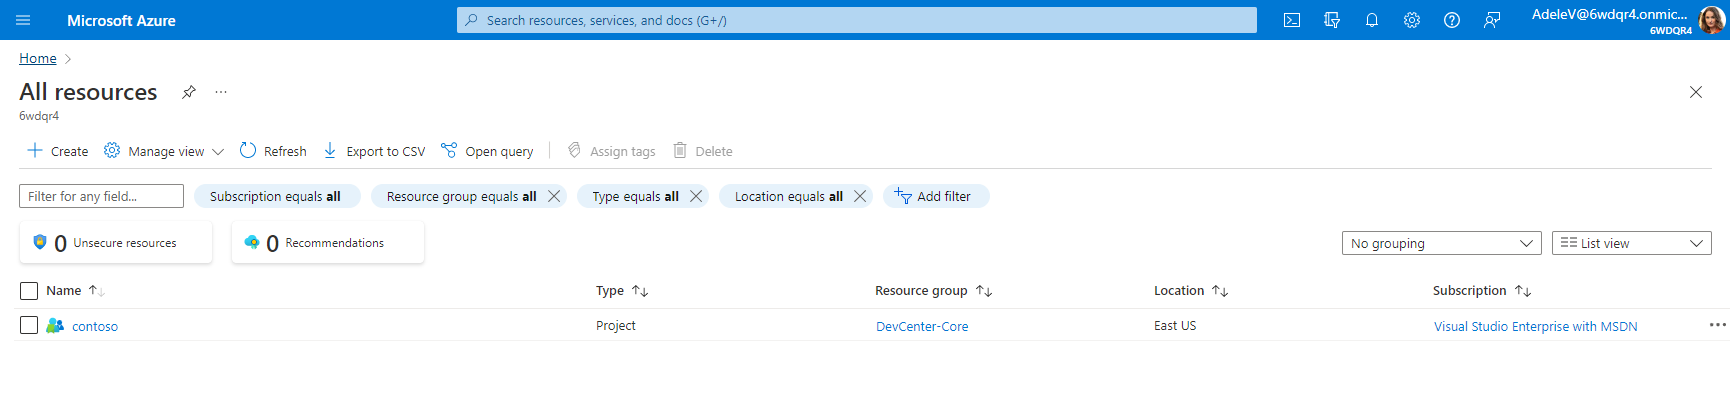 Microsoft Azure
Search resources, services, and docs (G+/)
AdeleV@6wdqr4.onmic...
6WDQR4
Home
All resources
6wdqr4
Create
Manage view
Refresh
Export to CSV
Open query
Assign tags
Delete
Filter for any field...
Subscription equals all
Resource group equals all
Type equals all
Location equals all
Add filter
0 Unsecure resources
0 Recommendations
No grouping
List view
Name
Type
Resource group
Location
Subscription
contoso
Project
DevCenter-Core
East US
Visual Studio Enterprise with MSDN